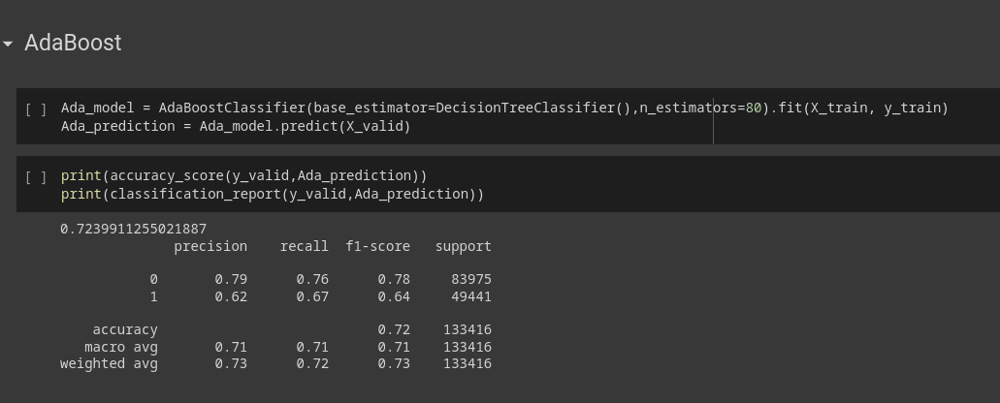 AdaBoost
[ ] Ada_model = AdaBoostClassifier(base_estimator=DecisionTreeClassifier(),n_estimators=80).fit(X_train, y_train)
Ada_prediction = Ada_model.predict(X_valid)
[ ] print(accuracy_score(y_valid,Ada_prediction))
print(classification_report(y_valid,Ada_prediction))
0.7239911255021887
precision recall f1-score support
0 0.79 0.76 0.78 83975
1 0.62 0.67 0.64 49441
accuracy 0.72 133416
macro avg 0.71 0.71 0.71 133416
weighted avg 0.73 0.72 0.73 133416